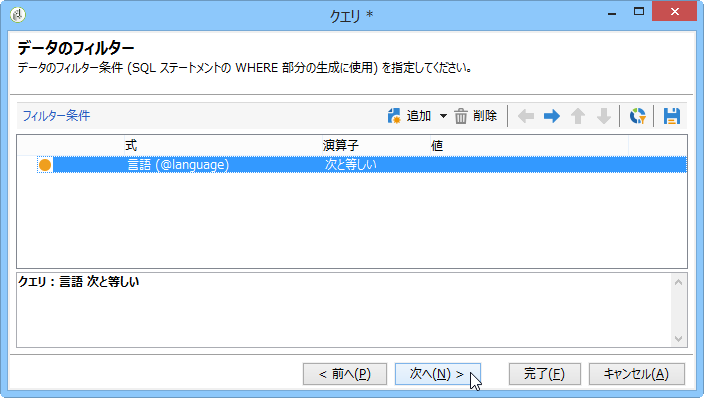 クエリ *
データのフィルター
データのフィルター条件 (SQL ステートメントの WHERE 部分の生成に使用) を指定してください。
フィルター条件 追加 削除
式 演算子 値
言語 (@language) 次と等しい
クエリ : 言語 次と等しい
< 前へ(P) 次へ(N) > 完了(F) キャンセル(A)